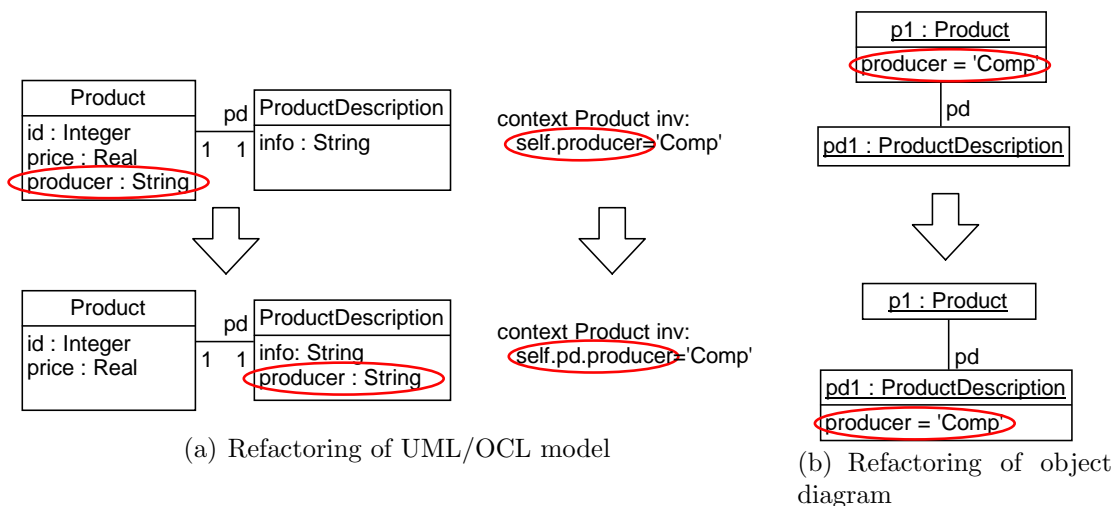 Product
id : Integer
price : Real
producer : String
pd
1
1
ProductDescription
info : String
context Product inv:
self.producer='Comp'
Product
id : Integer
price : Real
pd
1
1
ProductDescription
info: String
producer : String
context Product inv:
self.pd.producer='Comp'
(a) Refactoring of UML/OCL model
p1 : Product
producer = 'Comp'
pd
pd1 : ProductDescription
p1 : Product
pd
pd1 : ProductDescription
producer = 'Comp'
(b) Refactoring of object
diagram